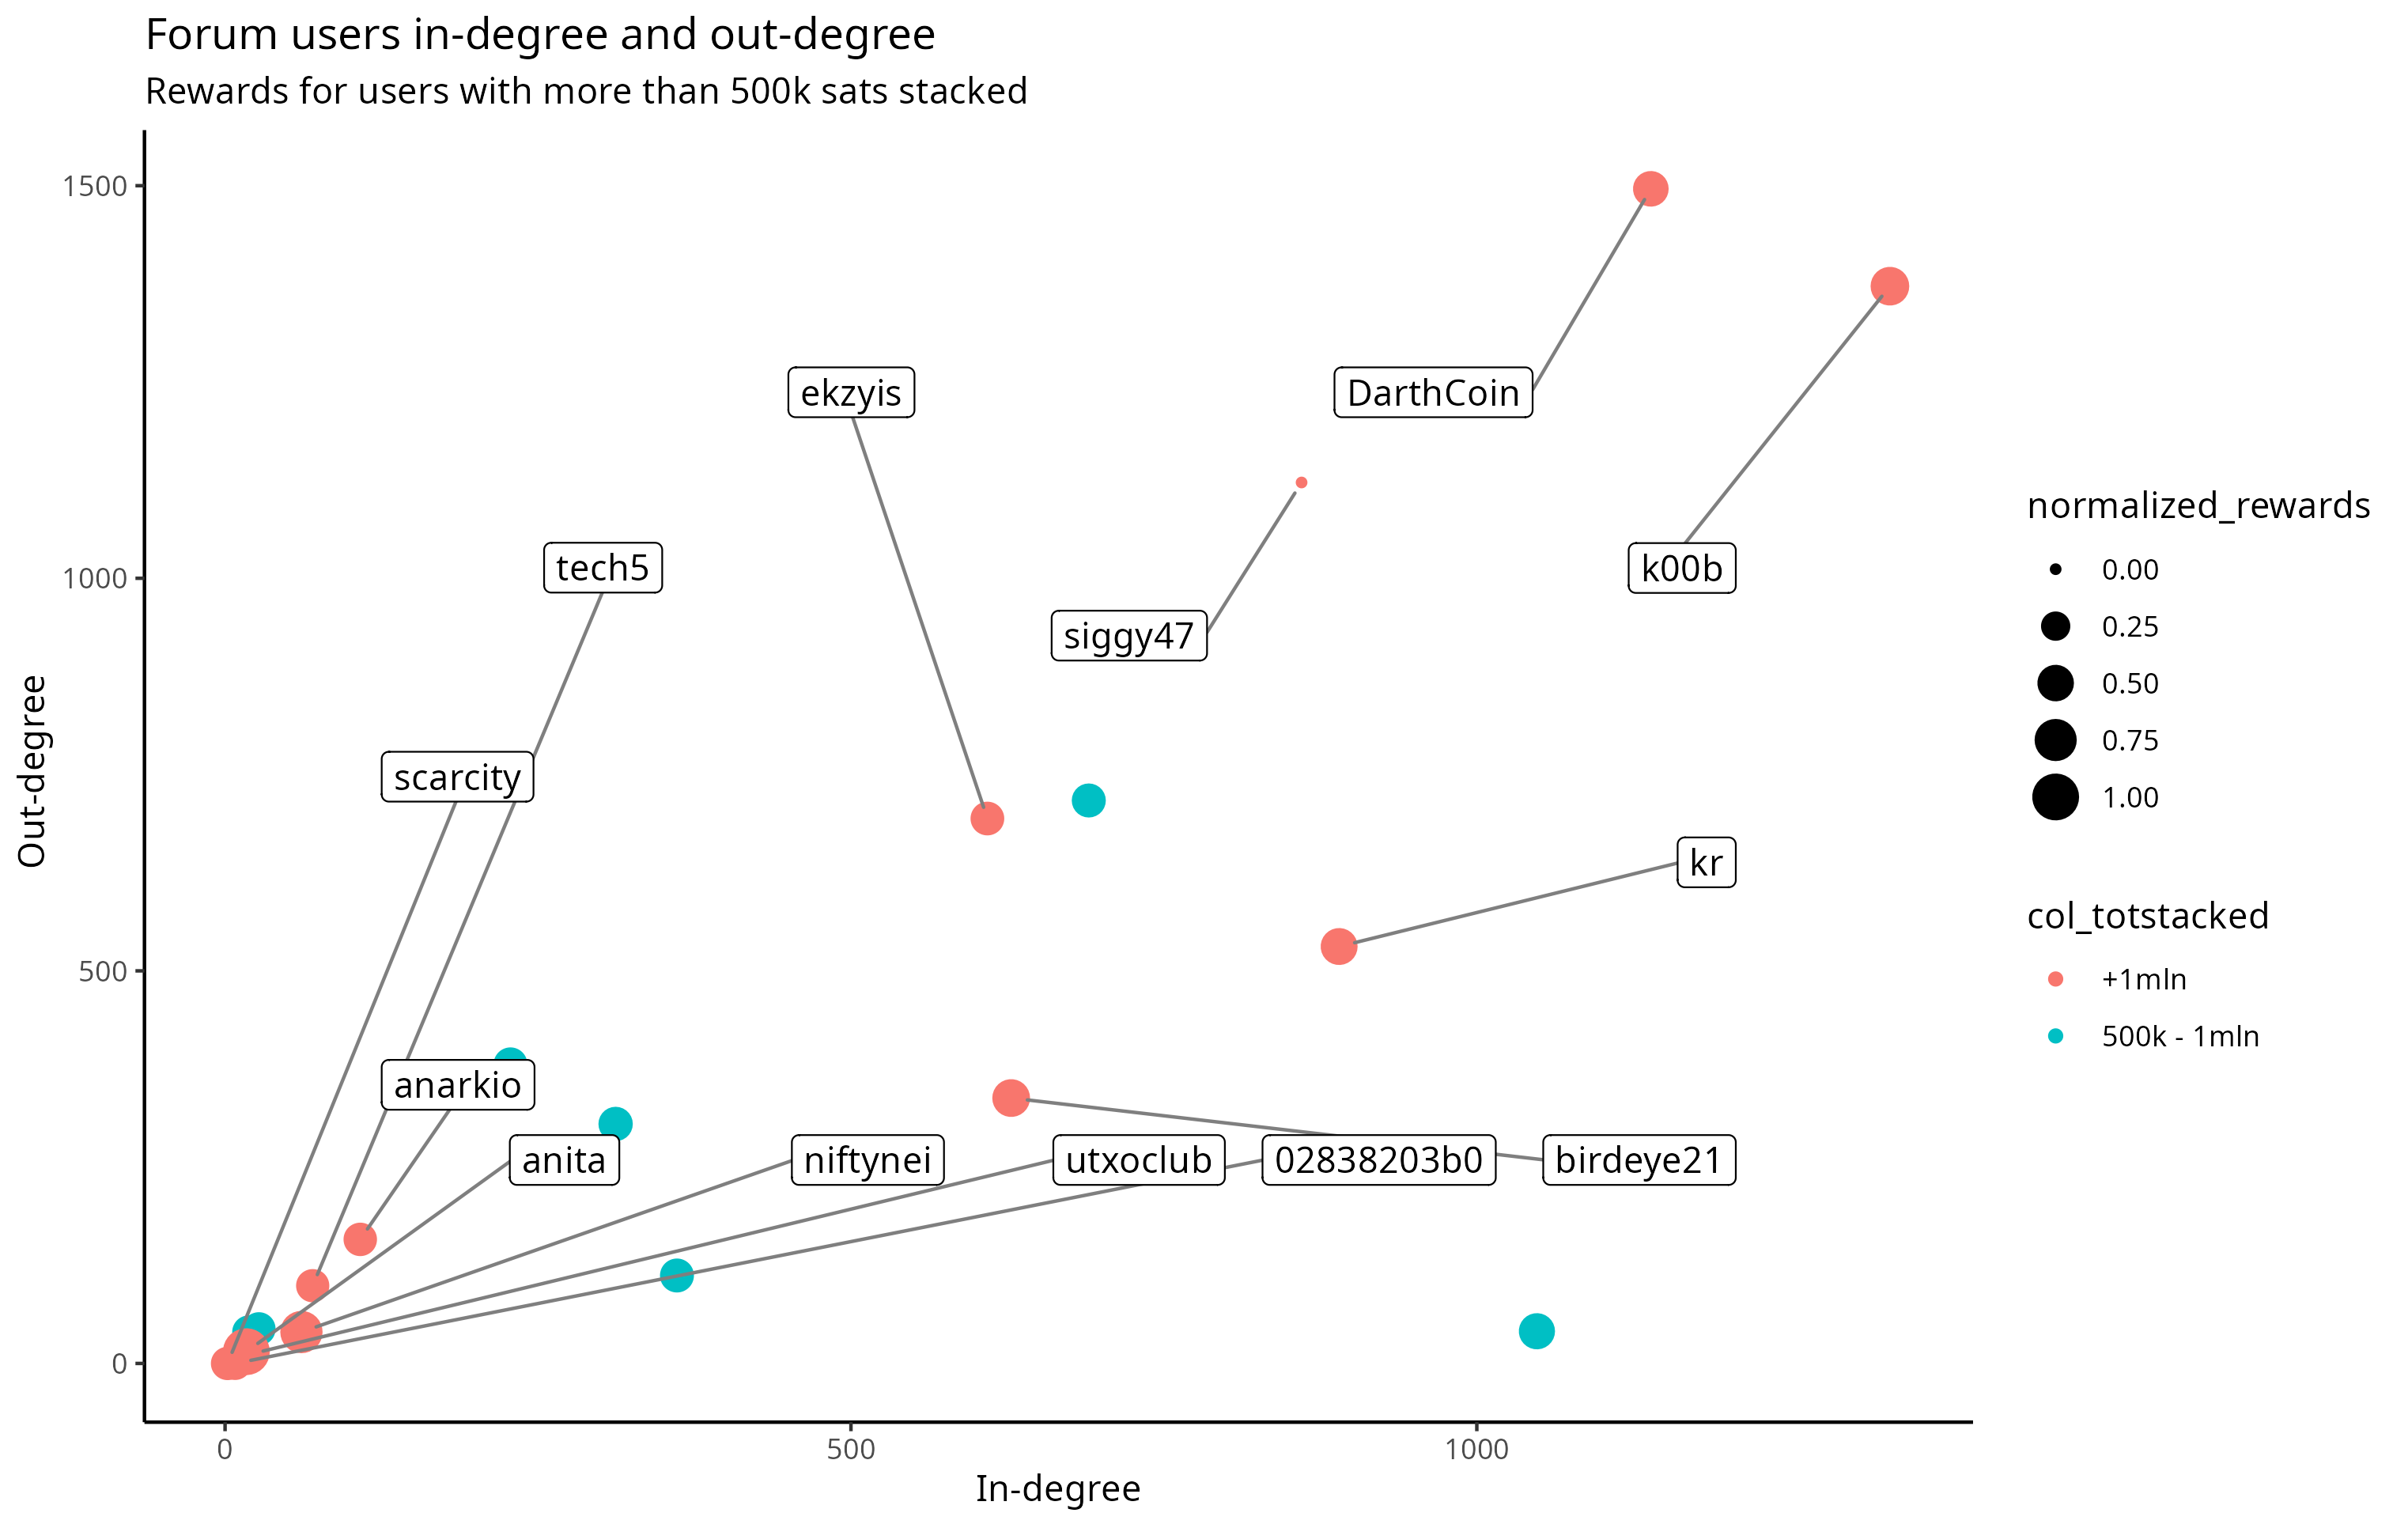 Forum users in-degree and out-degree
Rewards for users with more than 500k sats stacked
1500
1000
500
0
Out-degree
ekzyis
DarthCoin
tech5
k00b
siggy47
scarcity
kr
anarkio
anita
niftynei
utxoclub
02838203b0
birdeye21
0
500
1000
In-degree
normalized_rewards
0.00
0.25
0.50
0.75
1.00
col_totstacked
+1mln
500k - 1mln